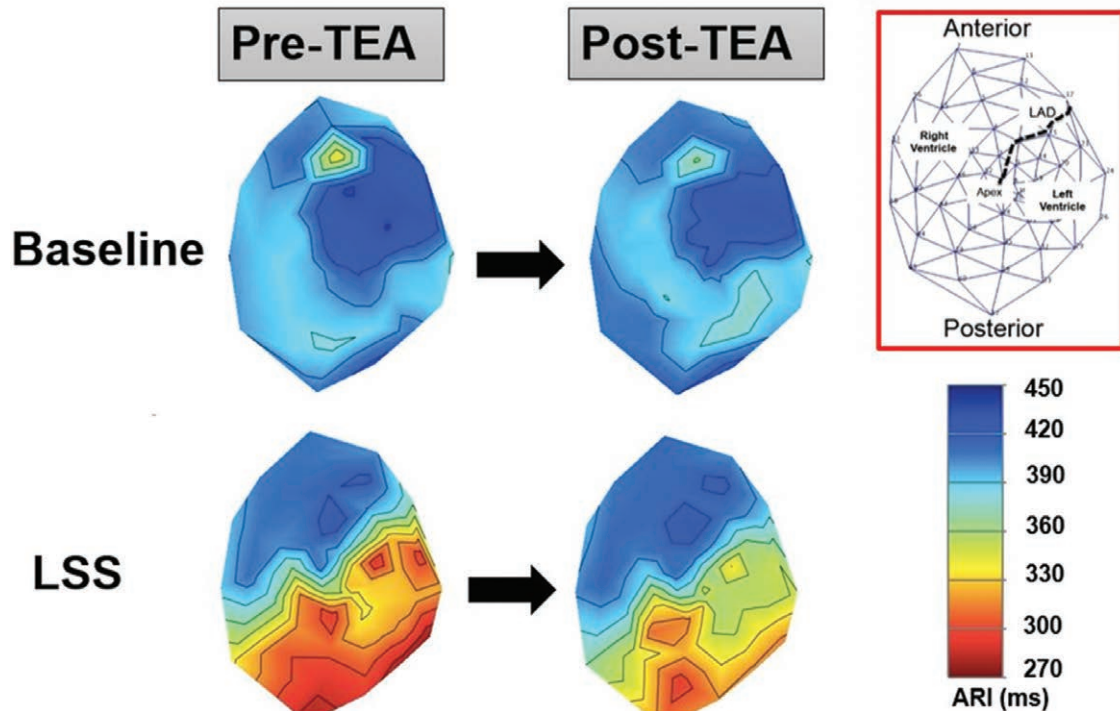 Pre-TEA
Post-TEA
Baseline
LSS
Anterior
LAD
Right
Ventricle
Apex
Left
Ventricle
Posterior
450
420
390
360
330
300
270
ARI (ms)